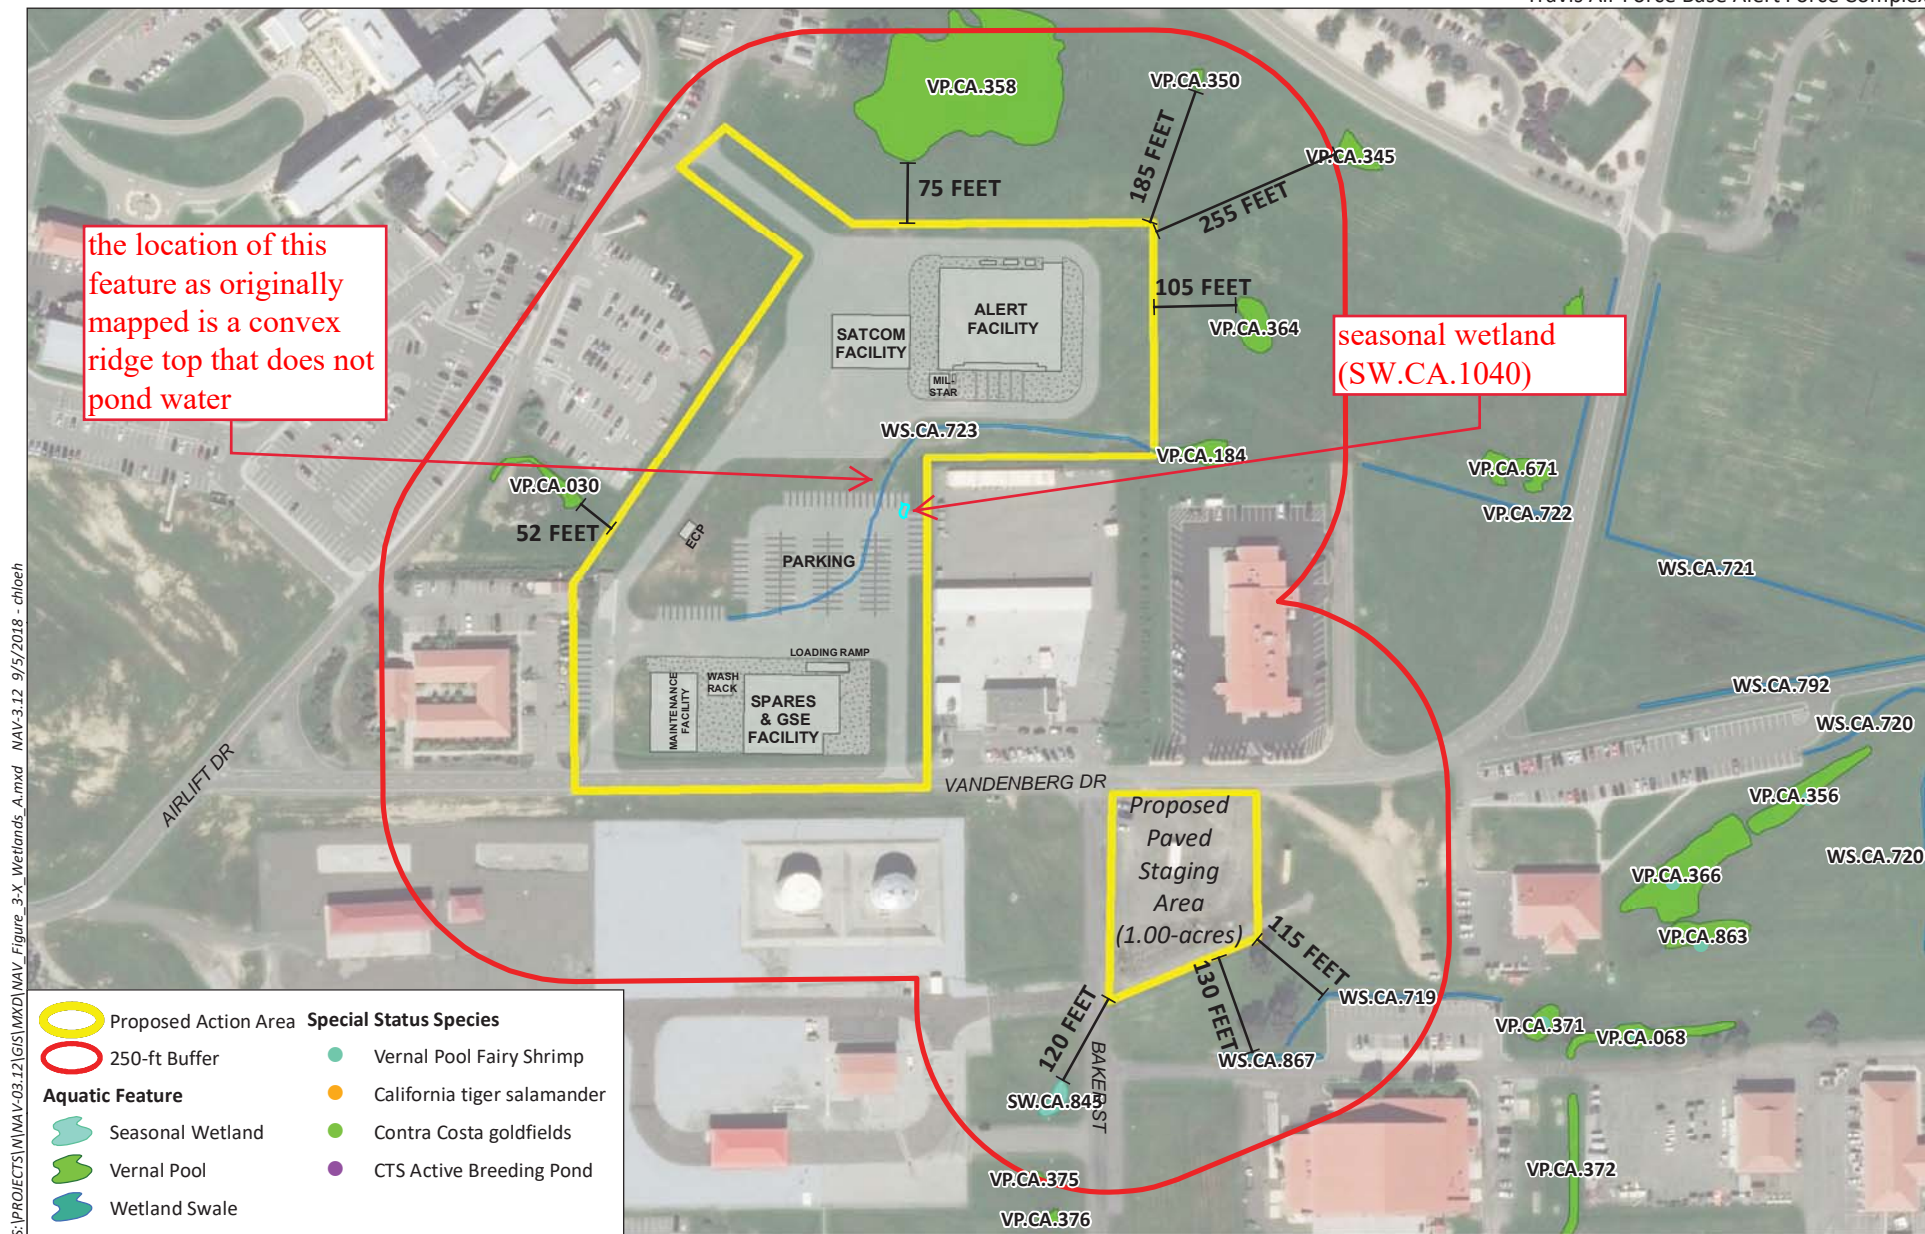 Travis Air Force Base Alert Force Complex
VP.CA.358
VP.CA.350
VP.CA.345
185 FEET
75 FEET
255 FEET
the location of this
feature as originally
mapped is a convex
ridge top that does not
pond water
105 FEET
VP.CA.364
ALERT
FACILITY
SATCOM
FACILITY
MIL-
STAR
seasonal wetland
(SW.CA.1040)
WS.CA.723
VP.CA.184
VP.CA.671
VP.CA.030
VP.CA.722
52 FEET
ECP
PARKING
WS.CA.721
LOADING RAMP
WASH
RACK
MAINTENANCE
FACILITY
SPARES
& GSE
FACILITY
WS.CA.792
WS.CA.720
AIRLIFT DR
VANDENBERG DR
VP.CA.356
Proposed
Paved
Staging
Area
(1.00-acres)
WS.CA.720
VP.CA.366
VP.CA.863
115 FEET
130 FEET
120 FEET
WS.CA.719
VP.CA.371
VP.CA.068
WS.CA.867
BAKER ST
SW.CA.845
VP.CA.375
VP.CA.372
VP.CA.376
Proposed Action Area
250-ft Buffer
Aquatic Feature
Seasonal Wetland
Vernal Pool
Wetland Swale
Special Status Species
Vernal Pool Fairy Shrimp
California tiger salamander
Contra Costa goldfields
CTS Active Breeding Pond
S:\PROJECTS\N\NAV-03.12\GIS\MXD\NAV_Figure_3-X_Wetlands_A.mxd NAV-3.12 9/5/2018 - chloeh